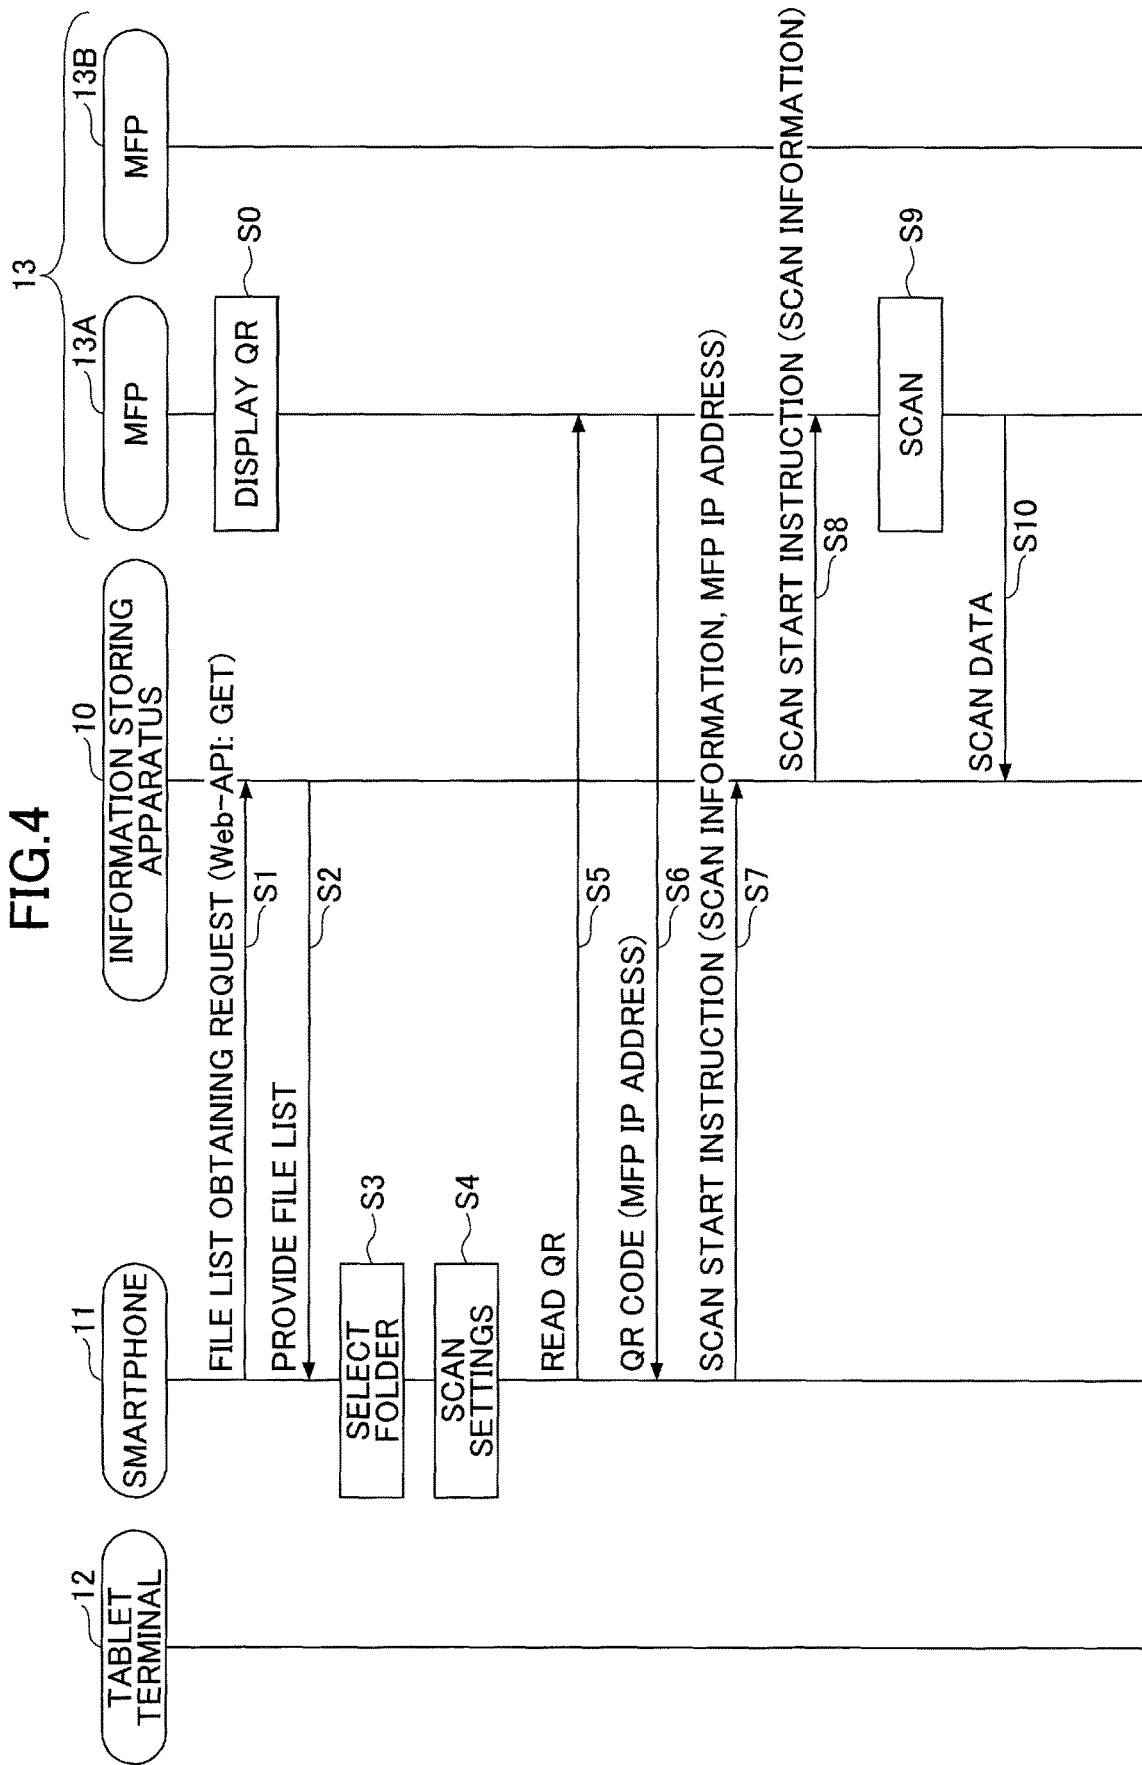 FIG.4
12
TABLET
TERMINAL
11
SMARTPHONE
10
INFORMATION STORING
APPARATUS
13
13A
MFP
13B
MFP
DISPLAY QR
S0
FILE LIST OBTAINING REQUEST (Web-API: GET)
S1
PROVIDE FILE LIST
S2
SELECT
FOLDER
S3
SCAN
SETTINGS
S4
READ QR
S5
QR CODE (MFP IP ADDRESS)
S6
SCAN START INSTRUCTION (SCAN INFORMATION, MFP IP ADDRESS)
S7
SCAN START INSTRUCTION (SCAN INFORMATION)
S8
SCAN
S9
SCAN DATA
S10